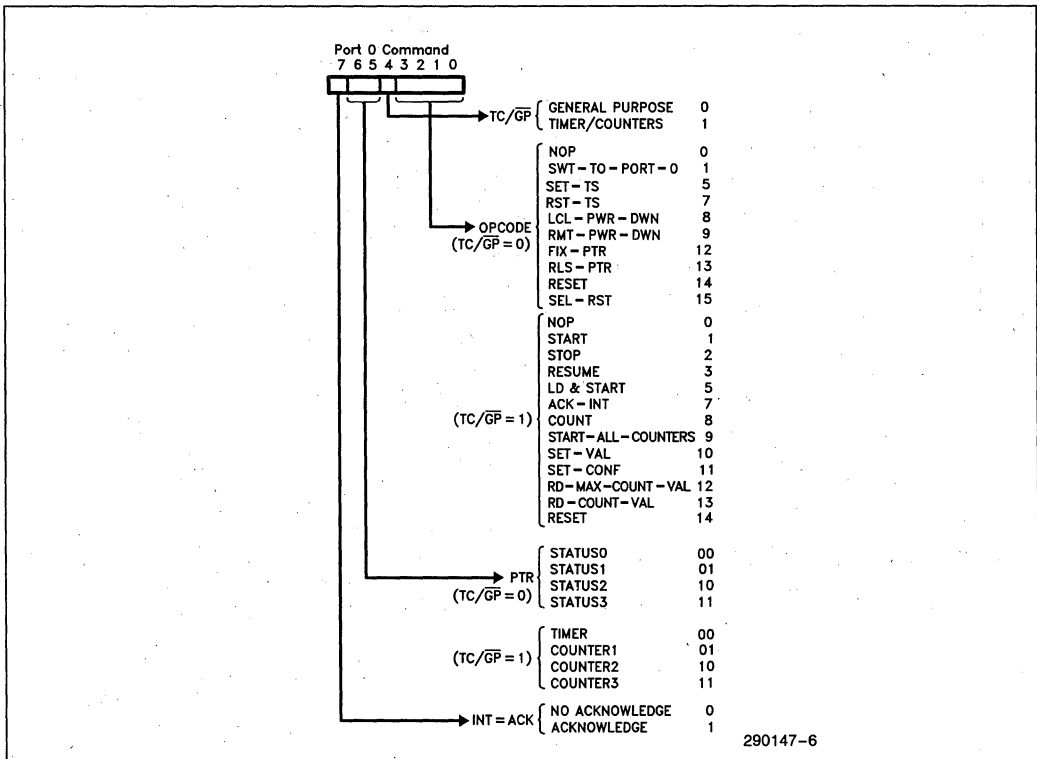 Port 0 Command
7 6 5 4 3 2 1 0
TC/GP GENERAL PURPOSE 0
TIMER/COUNTERS 1
NOP 0
SWT-TO-PORT-0 1
SET-TS 5
RST-TS 7
LCL-PWR-DWN 8
OPCODE RMT-PWR-DWN 9
(TC/GP = 0) FIX-PTR 12
RLS-PTR 13
RESET 14
SEL-RST 15
NOP 0
START 1
STOP 2
RESUME 3
LD & START 5
ACK-INT 7
(TC/GP = 1) COUNT 8
START-ALL-COUNTERS 9
SET-VAL 10
SET-CONF 11
RD-MAX-COUNT-VAL 12
RD-COUNT-VAL 13
RESET 14
STATUS0 00
STATUS1 01
PTR STATUS2 10
(TC/GP = 0) STATUS3 11
TIMER 00
(TC/GP = 1) COUNTER1 01
COUNTER2 10
COUNTER3 11
INT = ACK NO ACKNOWLEDGE 0
ACKNOWLEDGE 1
290147-6